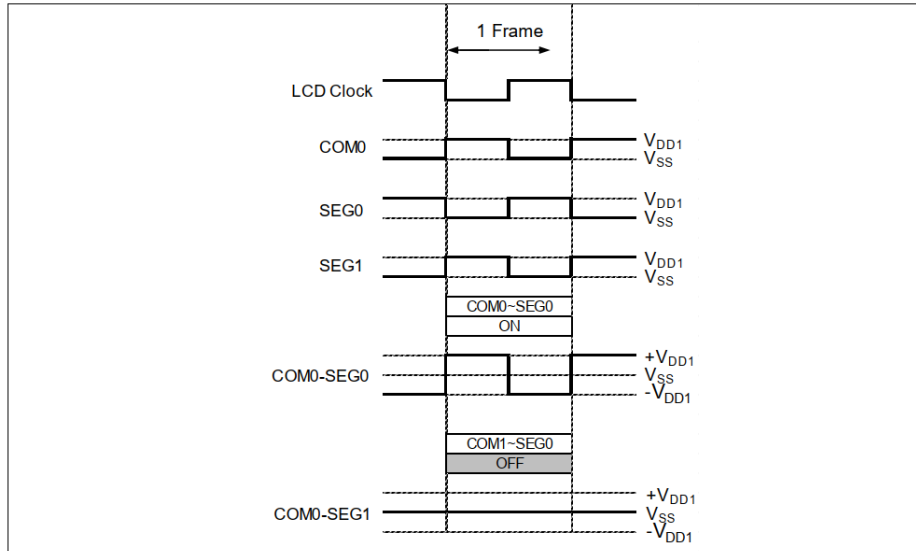 1 Frame
LCD Clock
COM0
VDD1
VSS
SEG0
VDD1
VSS
SEG1
VDD1
VSS
COM0~SEG0
ON
COM0-SEG0
+VDD1
VSS
-VDD1
COM1~SEG0
OFF
COM0-SEG1
+VDD1
VSS
-VDD1